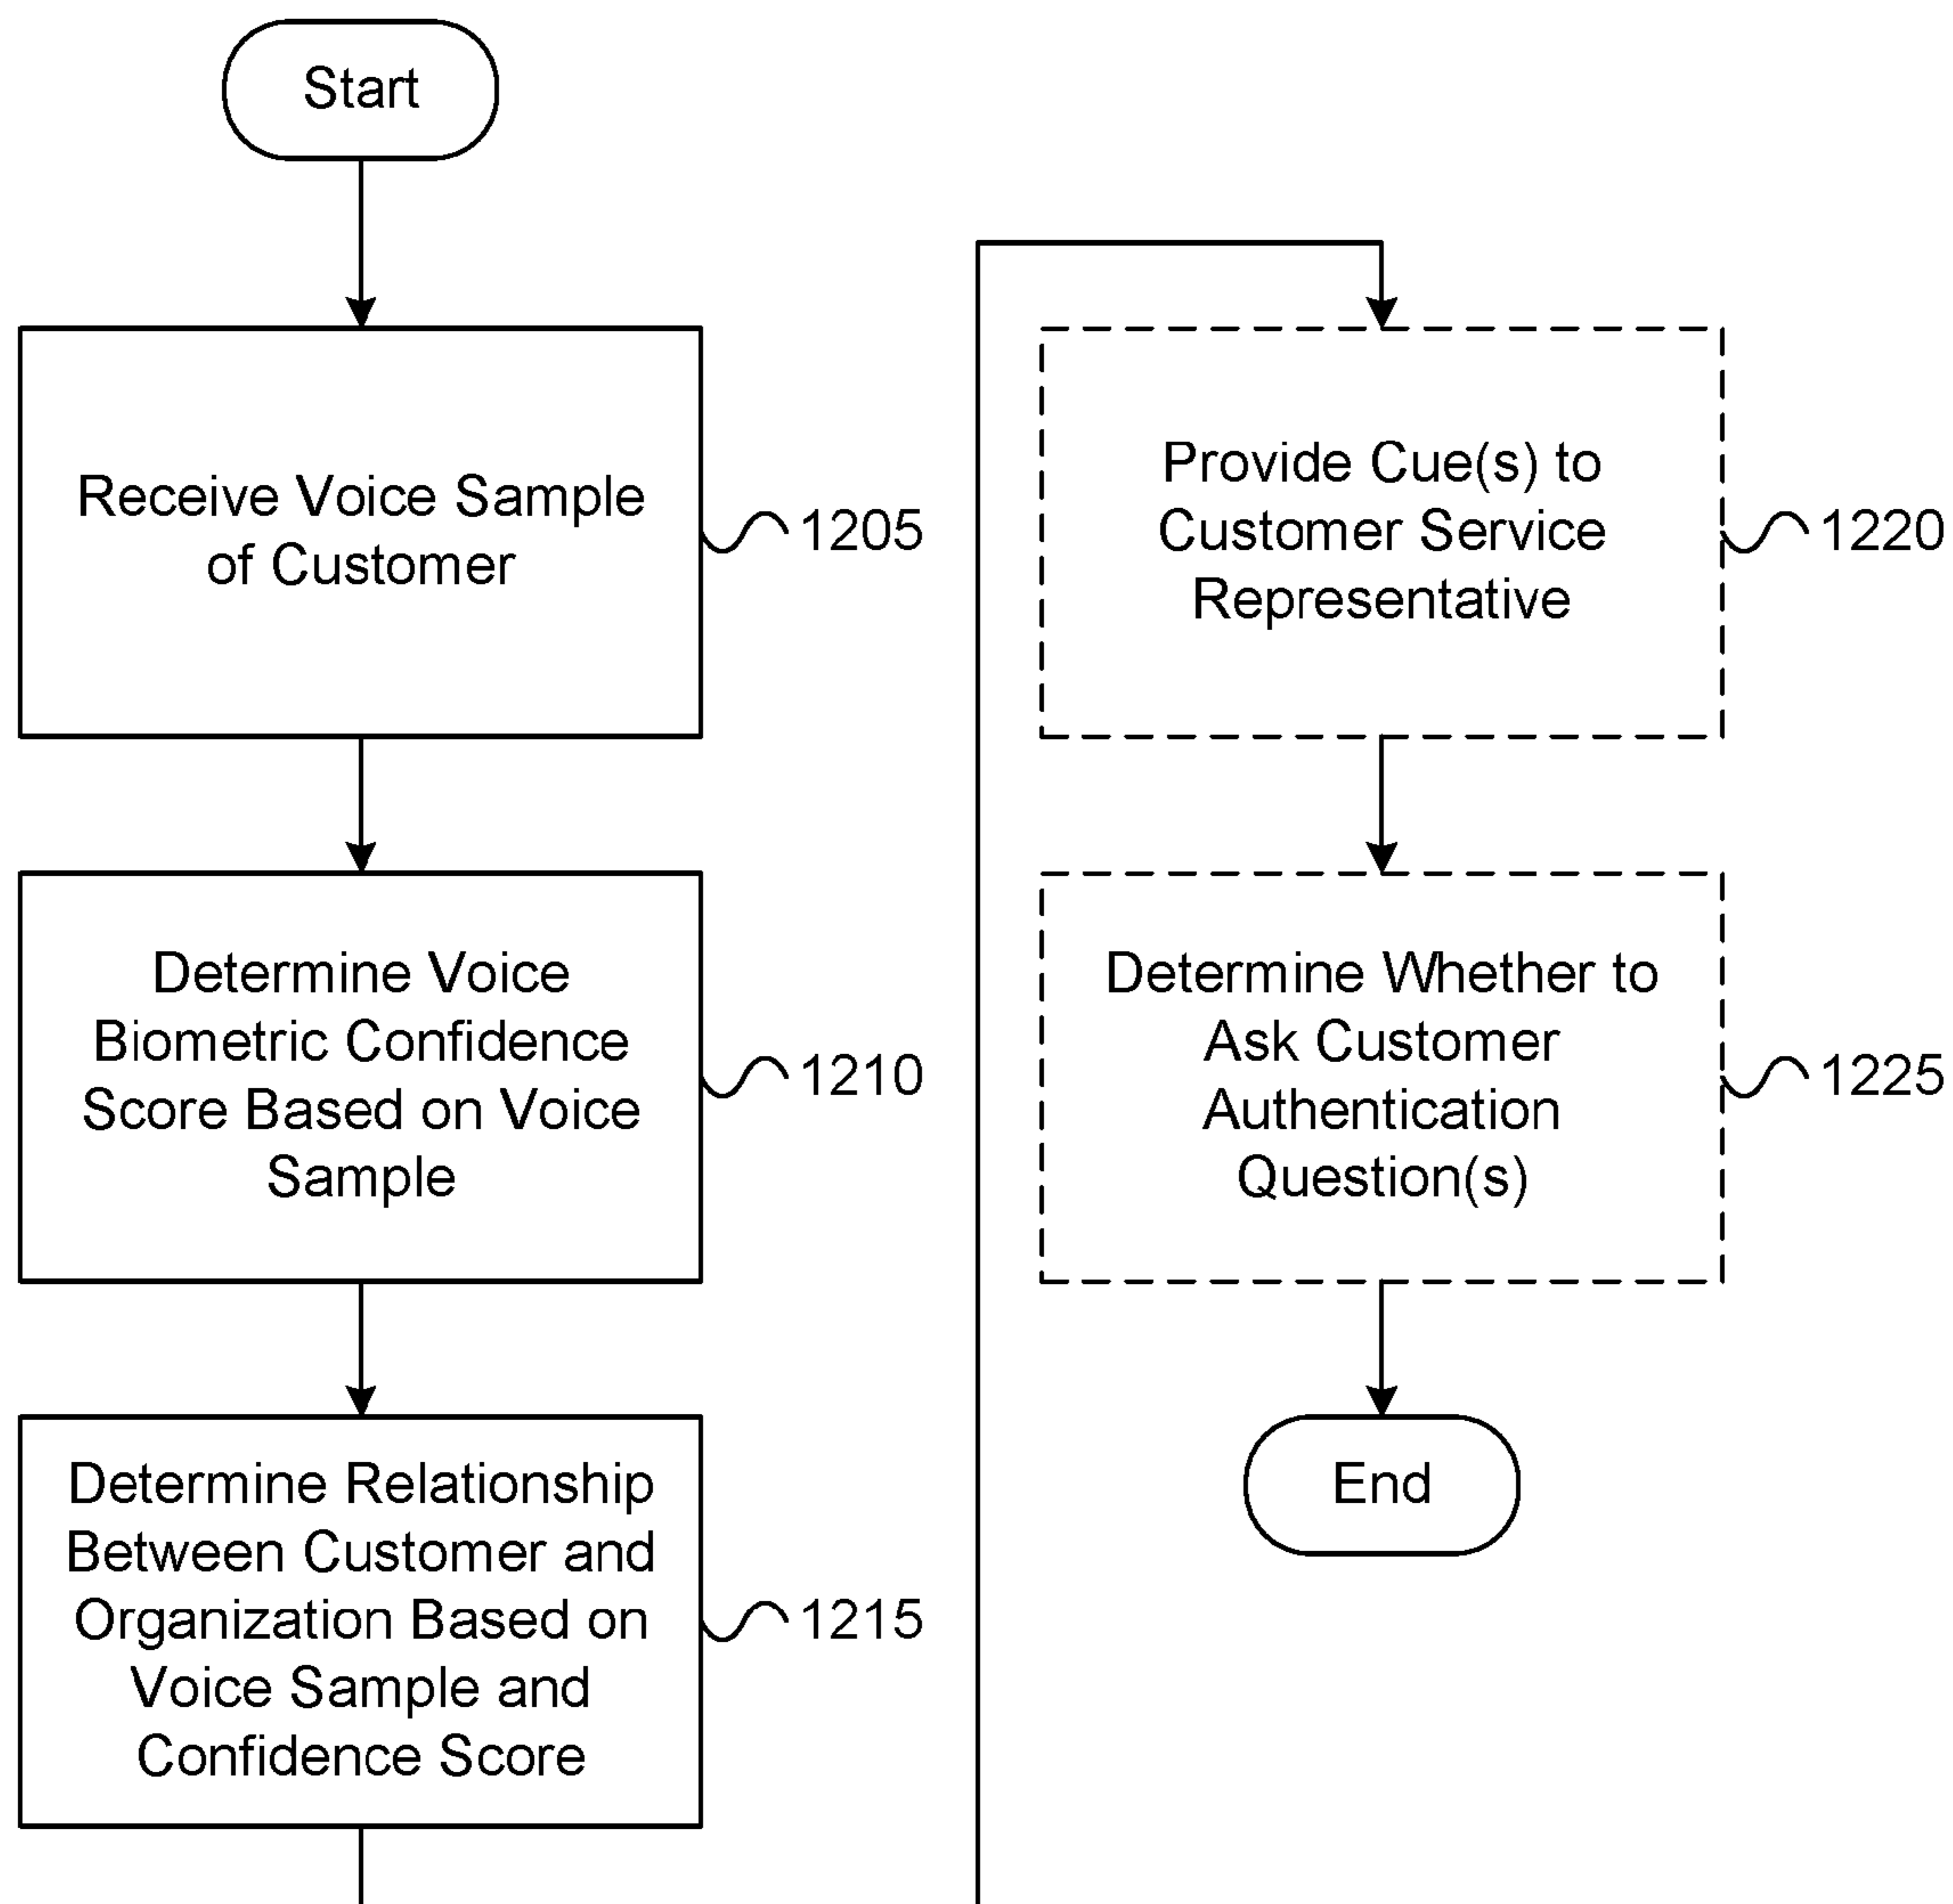 Start
Receive Voice Sample
of Customer
1205
Determine Voice
Biometric Confidence
Score Based on Voice
Sample
1210
Determine Relationship
Between Customer and
Organization Based on
Voice Sample and
Confidence Score
1215
Provide Cue(s) to
Customer Service
Representative
1220
Determine Whether to
Ask Customer
Authentication
Question(s)
1225
End